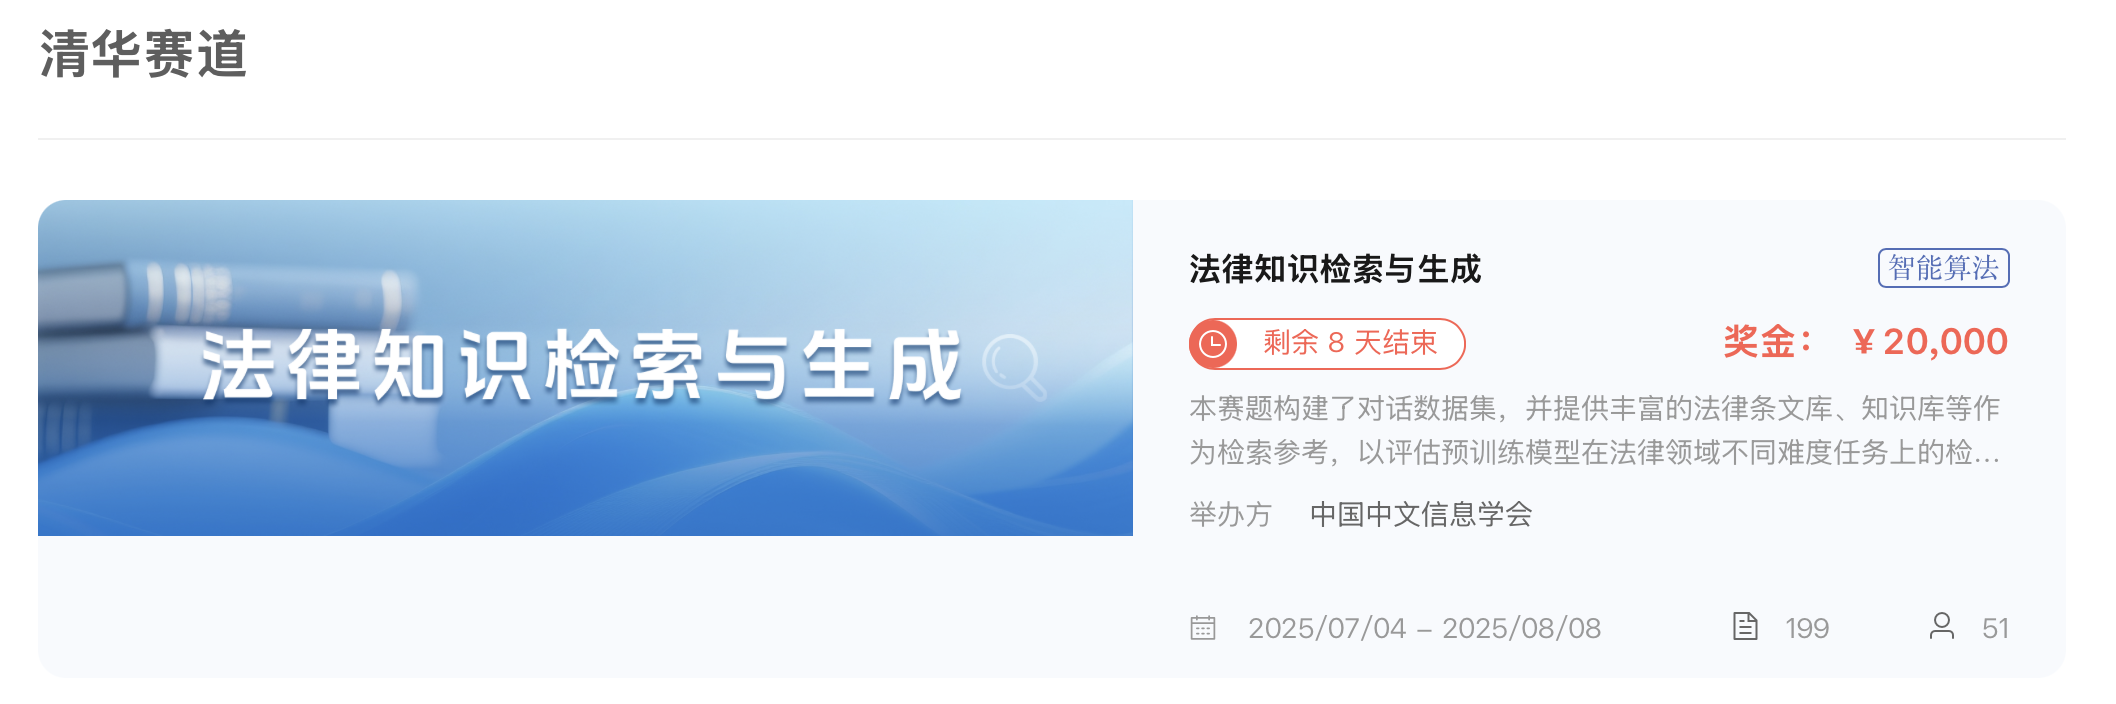 清华赛道
法律知识检索与生成
法律知识检索与生成
智能算法
剩余 8 天结束
奖金： ￥20,000
本赛题构建了对话数据集，并提供丰富的法律条文库、知识库等作
为检索参考，以评估预训练模型在法律领域不同难度任务上的检...
举办方 中国中文信息学会
2025/07/04 – 2025/08/08
199
51